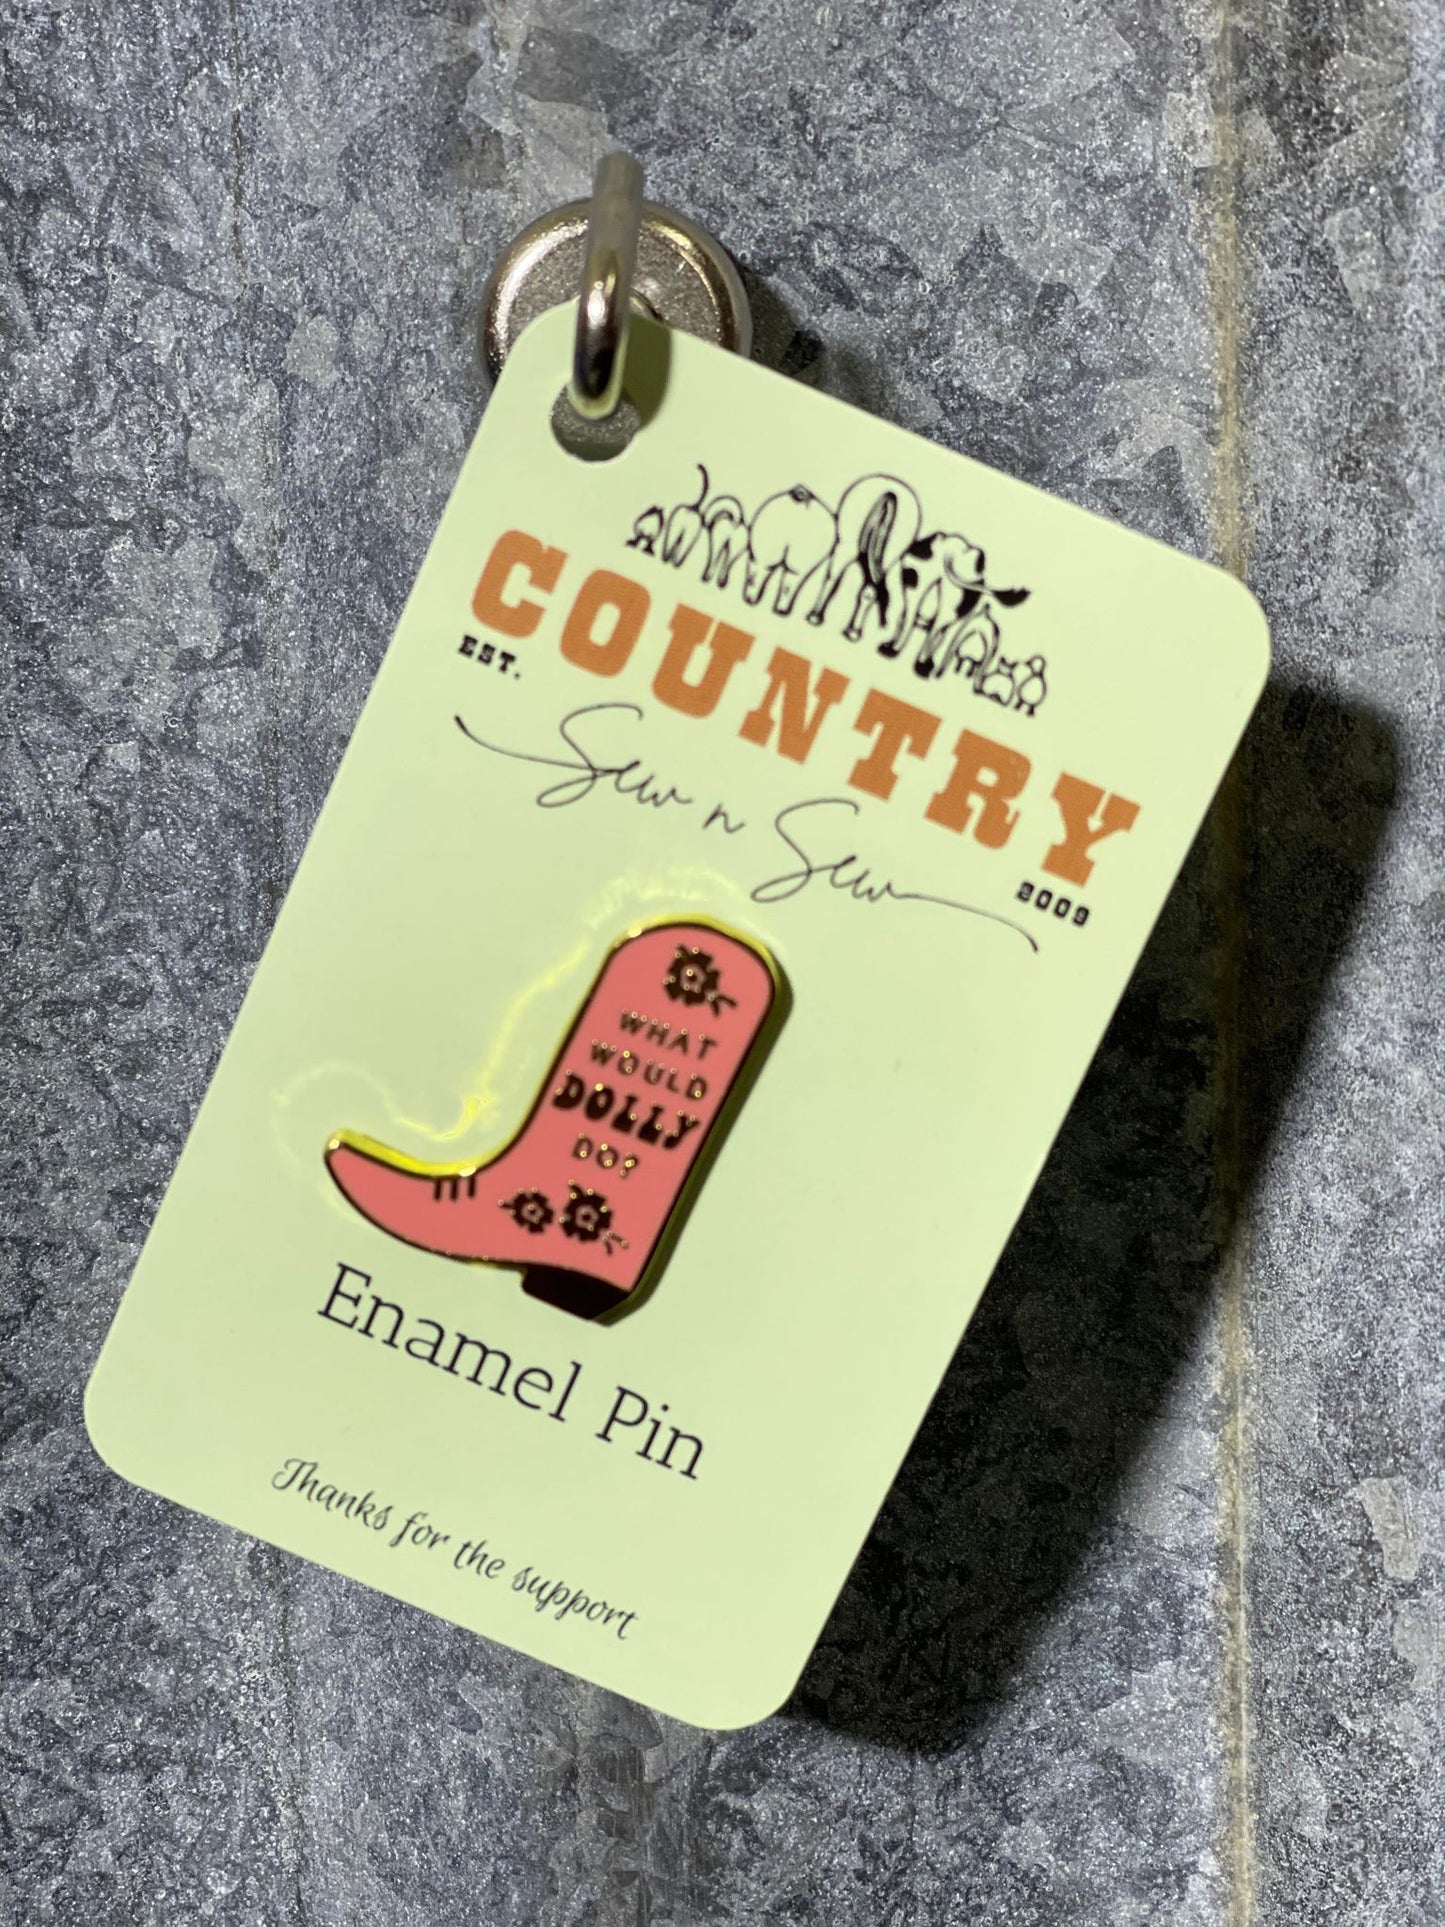 COUNTRY
EST.
Sew n Sew
2009
WHAT
WOULD
DOLLY
DO?
Enamel Pin
Thanks for the support